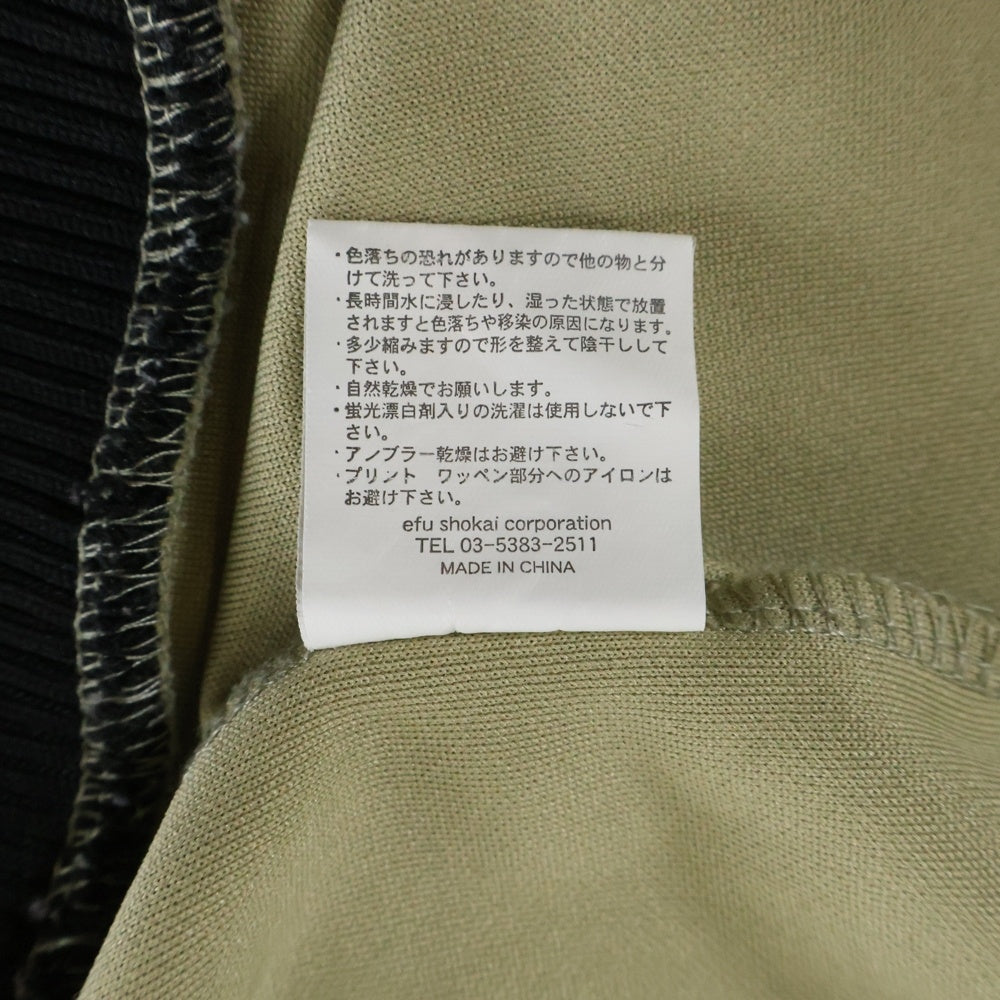 ・色落ちの恐れがありますので他の物と分
けて洗って下さい。
・長時間水に浸したり、湿った状態で放置
されますと色落ちや移染の原因になります。
・多少縮みますので形を整えて陰干しして
下さい。
・自然乾燥でお願いします。
・蛍光漂白剤入りの洗濯は使用しないで下
さい。
・アノブラー乾燥はお避け下さい。
・プリント　ワッペン部分へのアイロンは
お避け下さい。
efu shokai corporation
TEL 03-5383-2511
MADE IN CHINA